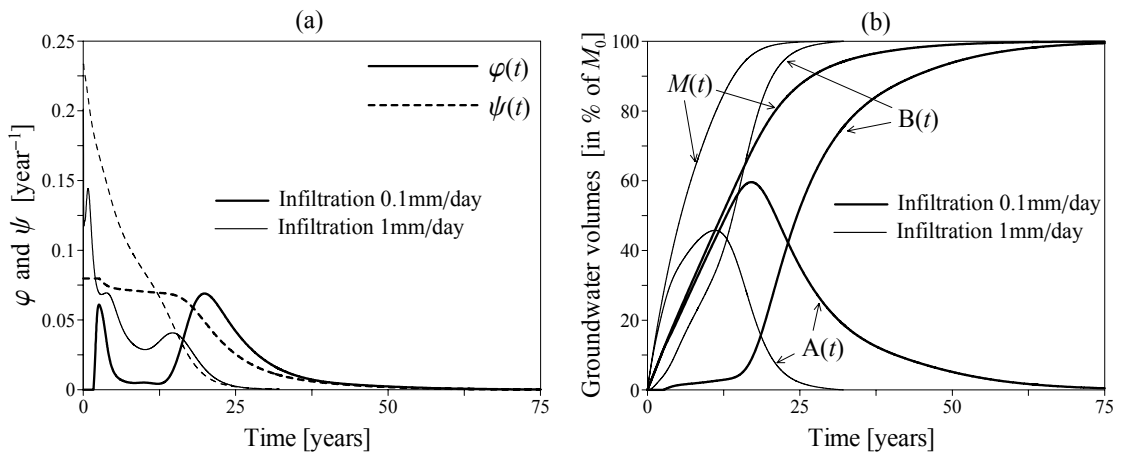 (a)
0.25
0.2
0.15
0.1
0.05
0
φ and ψ [year⁻¹]
φ(t)
ψ(t)
Infiltration 0.1mm/day
Infiltration 1mm/day
0
25
50
75
Time [years]
(b)
100
80
60
40
20
0
Groundwater volumes [in % of M₀]
M(t)
B(t)
Infiltration 0.1mm/day
Infiltration 1mm/day
A(t)
0
25
50
75
Time [years]